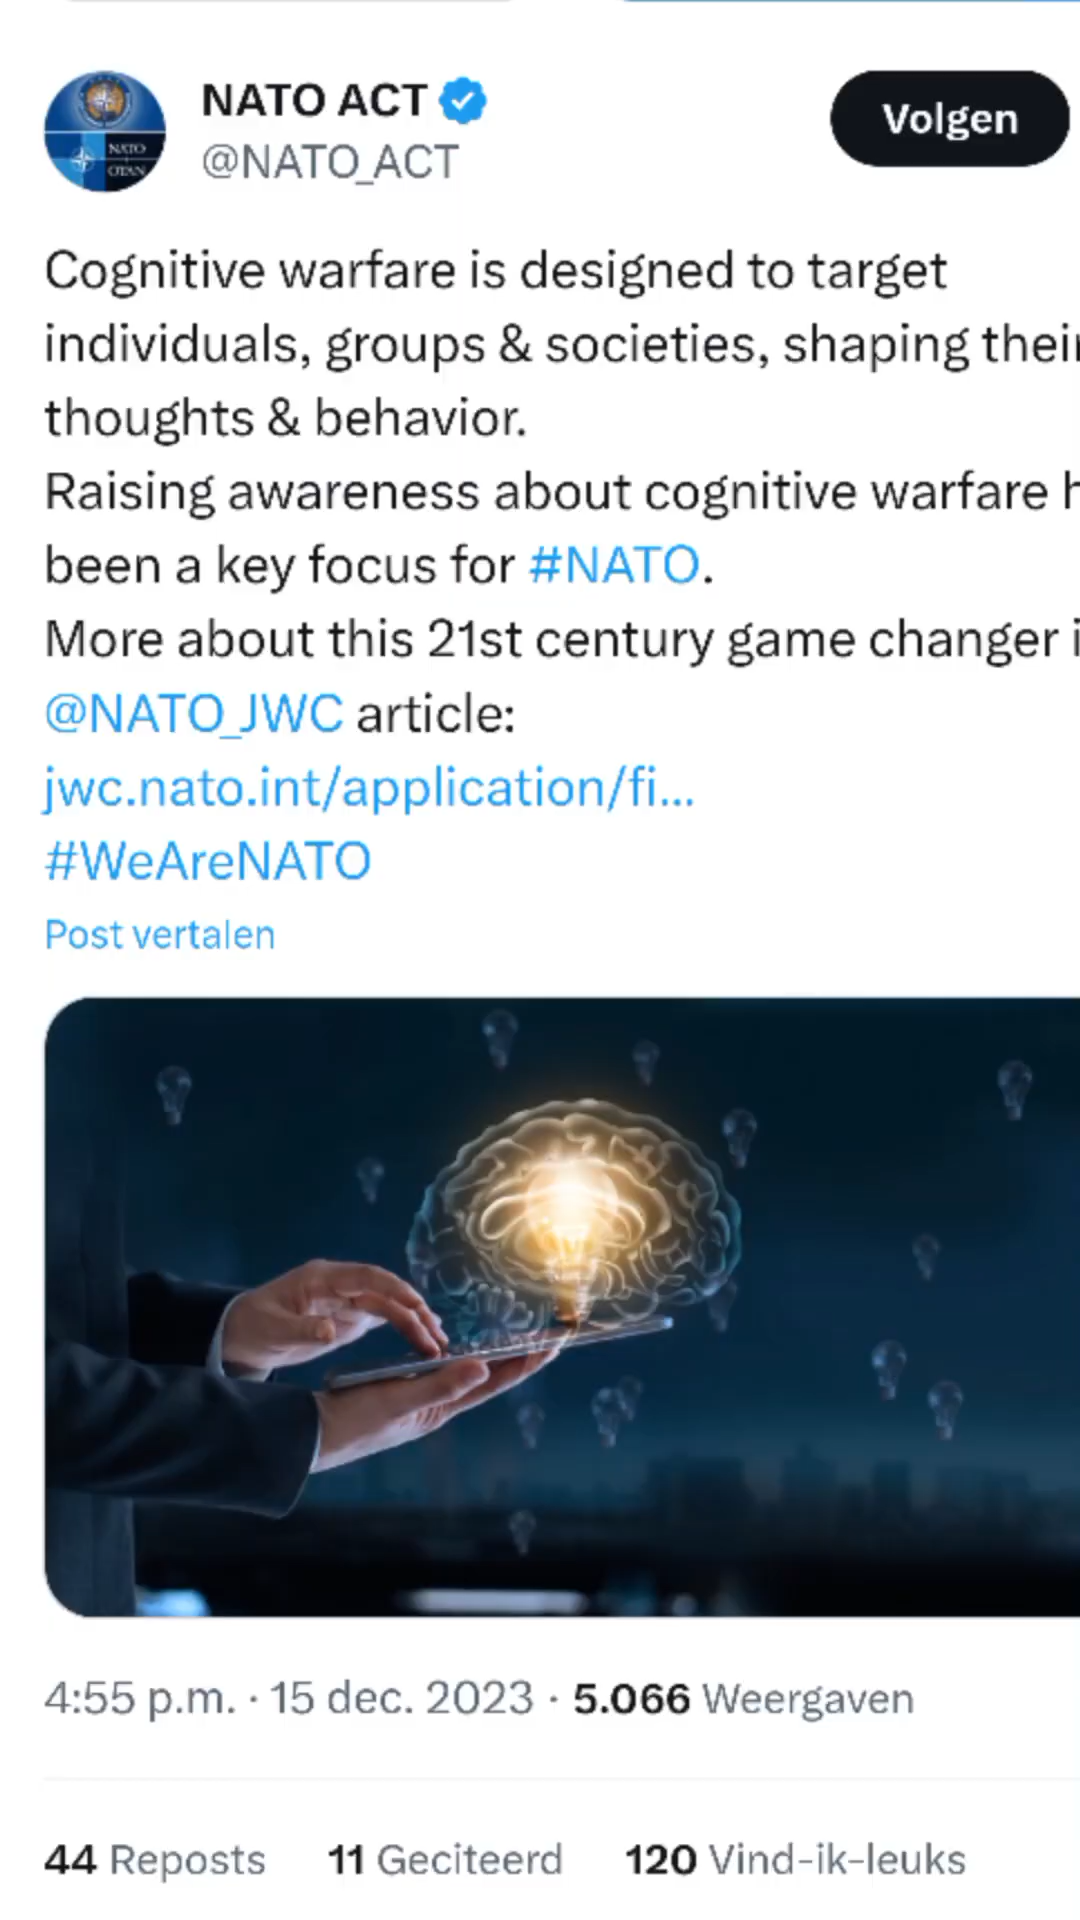 NATO ACT
@NATO_ACT
Volgen
NATO
OTAN
Cognitive warfare is designed to target
individuals, groups & societies, shaping their
thoughts & behavior.
Raising awareness about cognitive warfare h
been a key focus for #NATO.
More about this 21st century game changer i
@NATO_JWC article:
jwc.nato.int/application/fi...
#WeAreNATO
Post vertalen
4:55 p.m. · 15 dec. 2023 · 5.066 Weergaven
44 Reposts 11 Geciteerd 120 Vind-ik-leuks